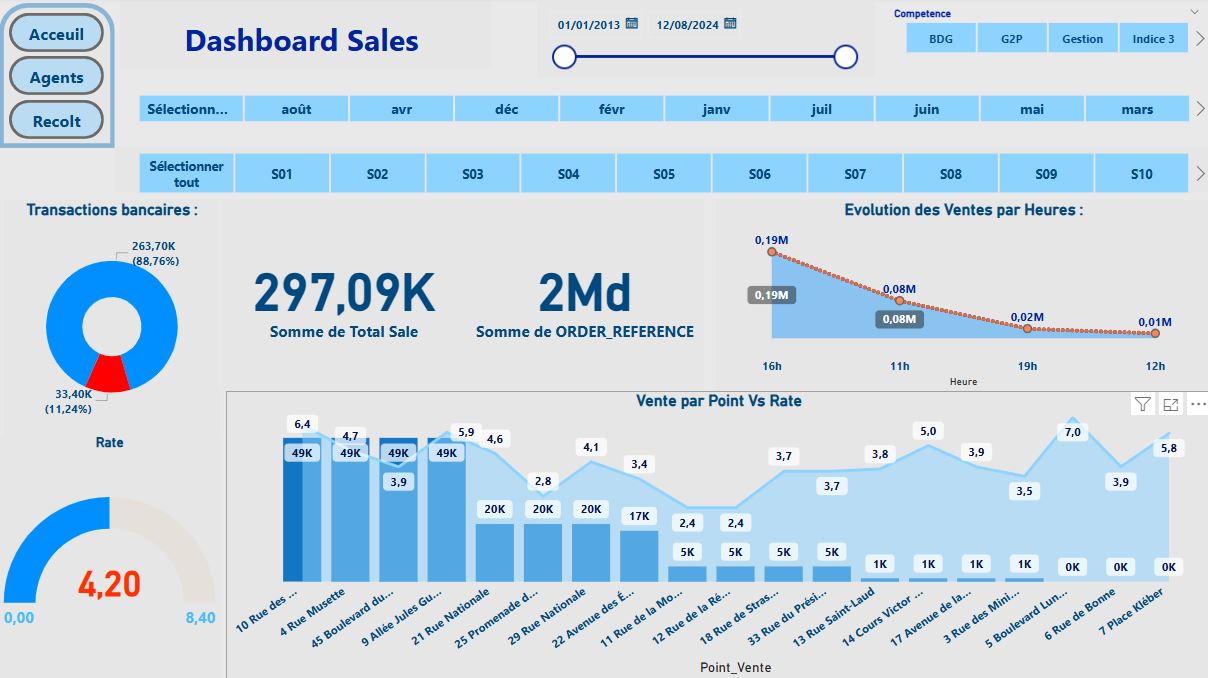 Acceuil
Agents
Recolt
Dashboard Sales
01/01/2013
12/08/2024
Competence
BDG
G2P
Gestion
Indice 3
Sélectionn...
août
avr
déc
févr
janv
juil
juin
mai
mars
Sélectionner
tout
S01
S02
S03
S04
S05
S06
S07
S08
S09
S10
Transactions bancaires :
263,70K
(88,76%)
33,40K
(11,24%)
297,09K
Somme de Total Sale
2Md
Somme de ORDER_REFERENCE
Evolution des Ventes par Heures :
0,19M
0,19M
0,08M
0,08M
0,02M
0,01M
16h
11h
19h
12h
Heure
Rate
4,20
0,00
8,40
Vente par Point Vs Rate
6,4
4,7
3,9
5,9
4,6
2,8
4,1
3,4
2,4
2,4
3,7
3,7
3,8
5,0
3,9
3,5
7,0
3,9
5,8
49K
49K
49K
49K
20K
20K
20K
17K
5K
5K
5K
5K
1K
1K
1K
1K
0K
0K
0K
10 Rue des ...
4 Rue Musette
45 Boulevard du...
9 Allée Jules Gu...
21 Rue Nationale
25 Promenade d...
29 Rue Nationale
22 Avenue des É...
11 Rue de la Mo...
12 Rue de la Ré...
18 Rue de Stras...
33 Rue du Prési...
13 Rue Saint-Laud
14 Cours Victor ...
17 Avenue de la...
3 Rue des Mini...
5 Boulevard Lun...
6 Rue de Bonne
7 Place Kléber
Point_Vente